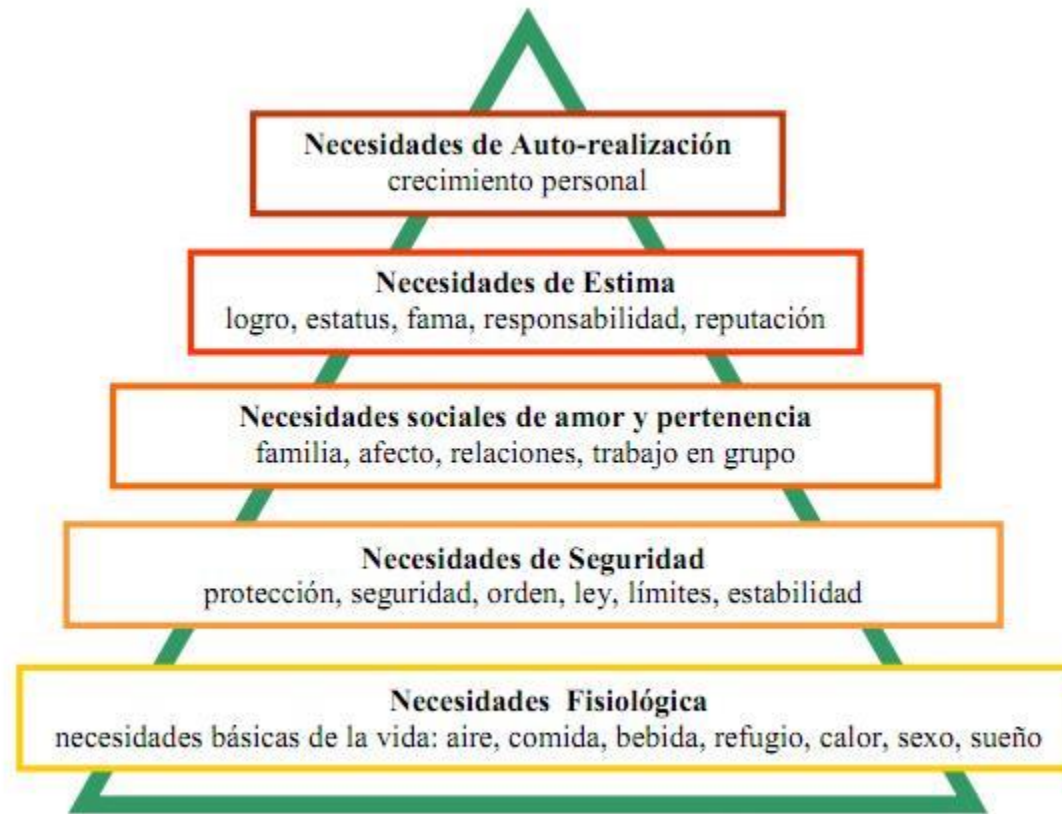 Necesidades de Auto-realización
crecimiento personal
Necesidades de Estima
logro, estatus, fama, responsabilidad, reputación
Necesidades sociales de amor y pertenencia
familia, afecto, relaciones, trabajo en grupo
Necesidades de Seguridad
protección, seguridad, orden, ley, límites, estabilidad
Necesidades Fisiológica
necesidades básicas de la vida: aire, comida, bebida, refugio, calor, sexo, sueño